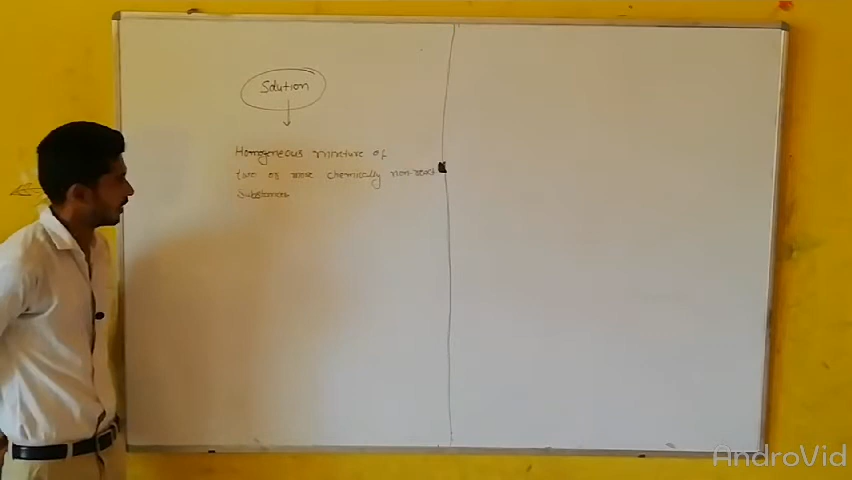 Solution
Homogeneous mixture of
two or more chemically non-react
Substances
AndroVid